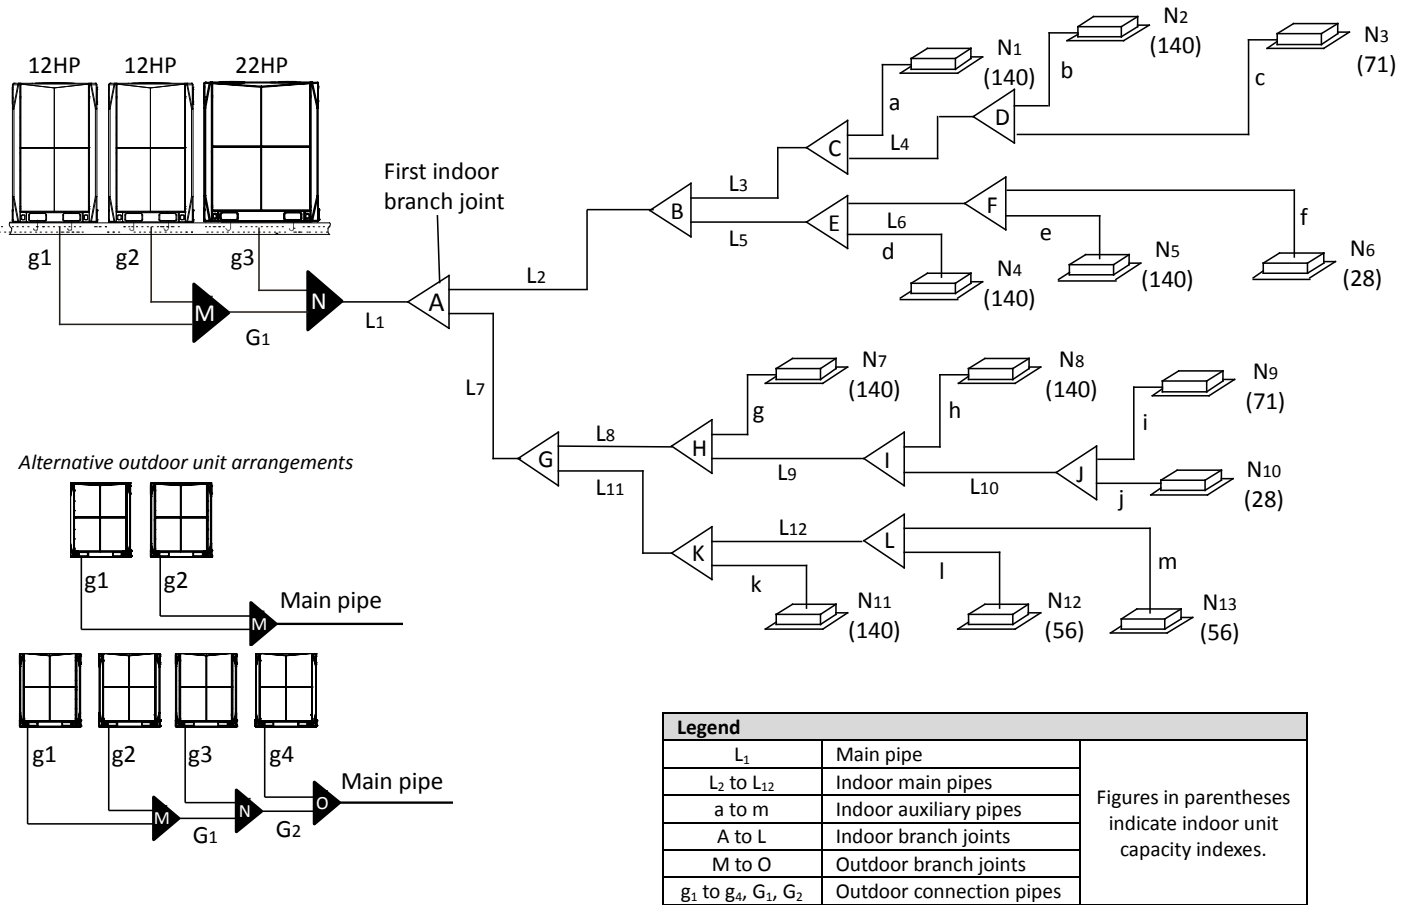 12HP 12HP 22HP
g1 g2 g3
M
N
G1
L1
First indoor
branch joint
A
L2
L7
B
L3
L5
C
a
L4
N1
(140)
D
b
N2
(140)
c
N3
(71)
E
L6
d
N4
(140)
F
e
N5
(140)
f
N6
(28)
G
L8
L11
H
g
N7
(140)
L9
I
h
N8
(140)
L10
J
i
N9
(71)
j
N10
(28)
K
L12
k
N11
(140)
L
l
N12
(56)
m
N13
(56)
Alternative outdoor unit arrangements
g1 g2
M
Main pipe
g1 g2 g3 g4
M
G1
N
G2
O
Main pipe
Legend
L1 Main pipe
L2 to L12 Indoor main pipes
a to m Indoor auxiliary pipes
A to L Indoor branch joints
M to O Outdoor branch joints
g1 to g4, G1, G2 Outdoor connection pipes
Figures in parentheses
indicate indoor unit
capacity indexes.